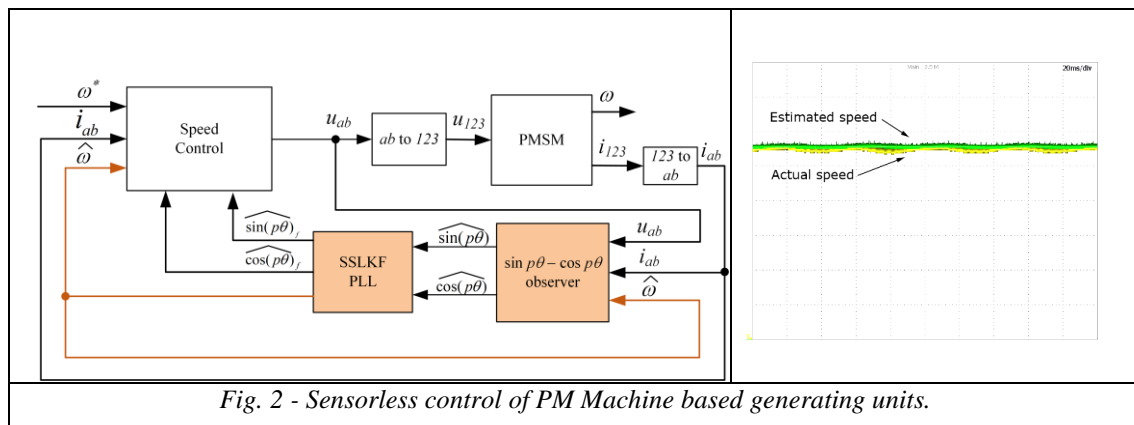 ω*
i_ab
ω̂
Speed
Control
u_ab
ab to 123
u_123
PMSM
ω
i_123
123 to
ab
i_ab
sin(pθ)_f
cos(pθ)_f
SSLKF
PLL
sin(pθ)
cos(pθ)
sin pθ – cos pθ
observer
u_ab
i_ab
ω̂
20ms/div
Estimated speed
Actual speed
Fig. 2 - Sensorless control of PM Machine based generating units.